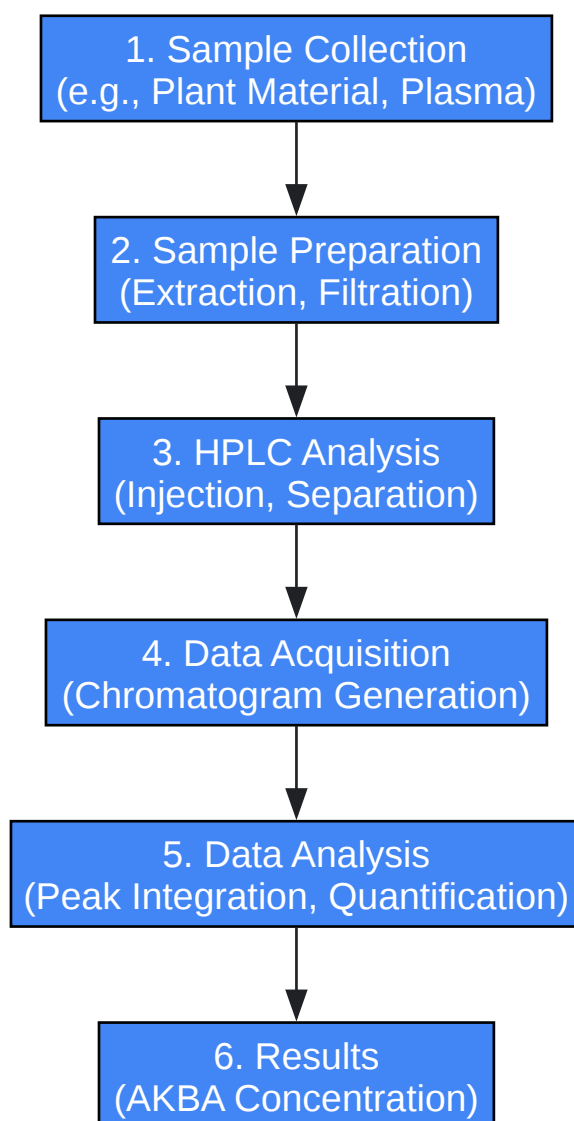 1. Sample Collection
(e.g., Plant Material, Plasma)
2. Sample Preparation
(Extraction, Filtration)
3. HPLC Analysis
(Injection, Separation)
4. Data Acquisition
(Chromatogram Generation)
5. Data Analysis
(Peak Integration, Quantification)
6. Results
(AKBA Concentration)